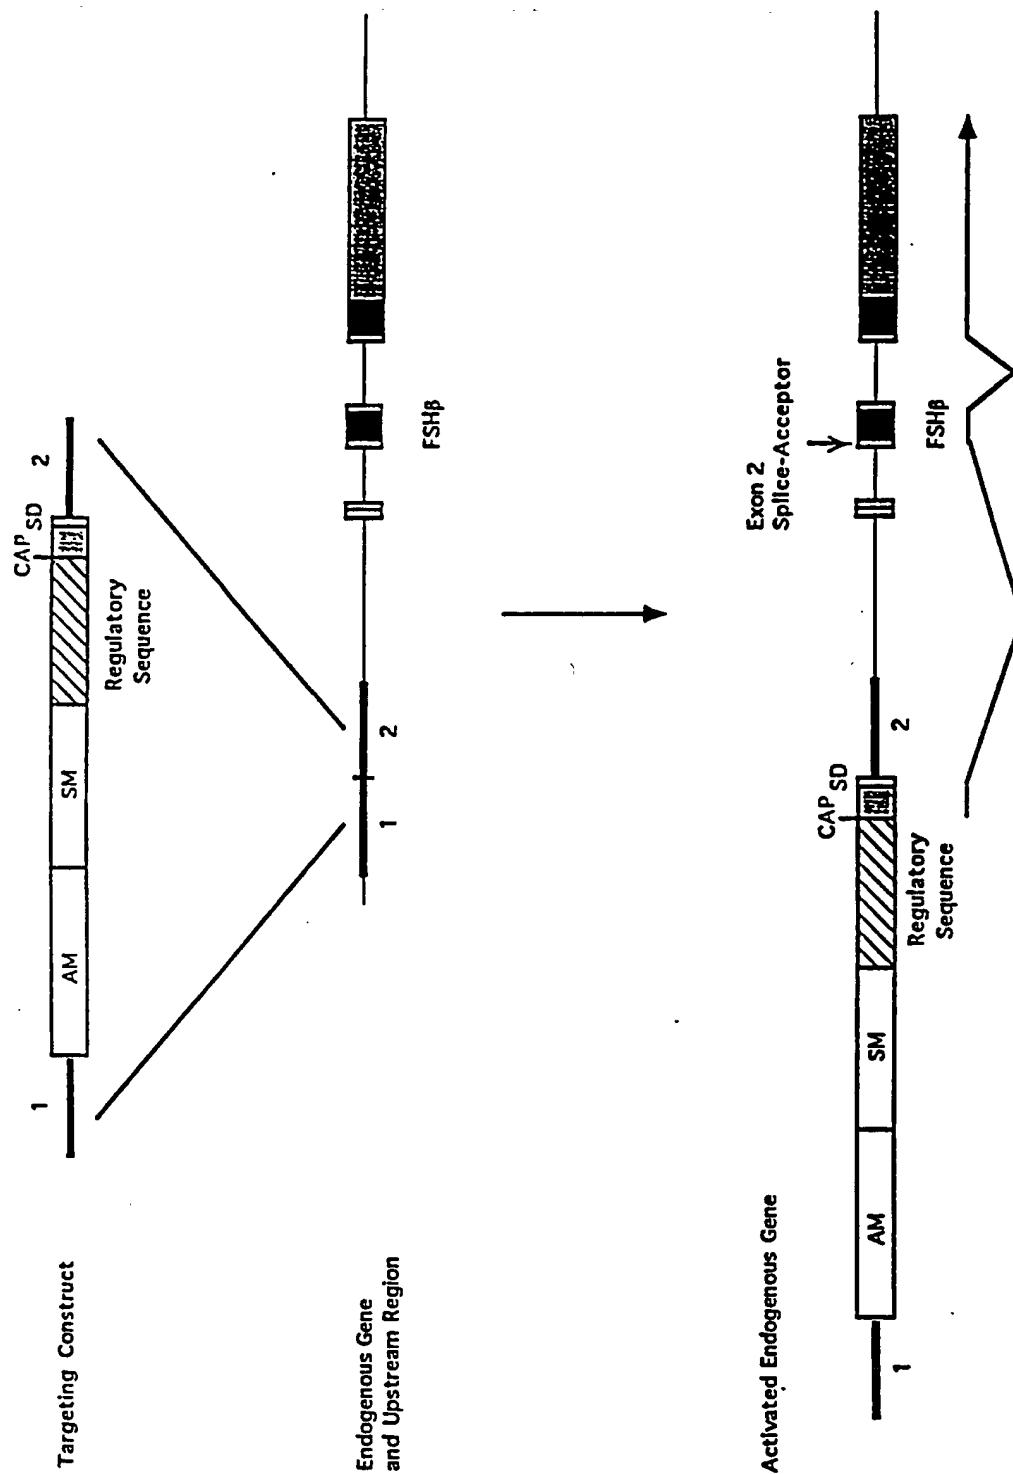 Targeting Construct
1
AM
SM
Regulatory
Sequence
CAP
SD
2
Endogenous Gene
and Upstream Region
1
2
FSHβ
Activated Endogenous Gene
1
AM
SM
Regulatory
Sequence
CAP
SD
2
Exon 2
Splice-Acceptor
FSHβ